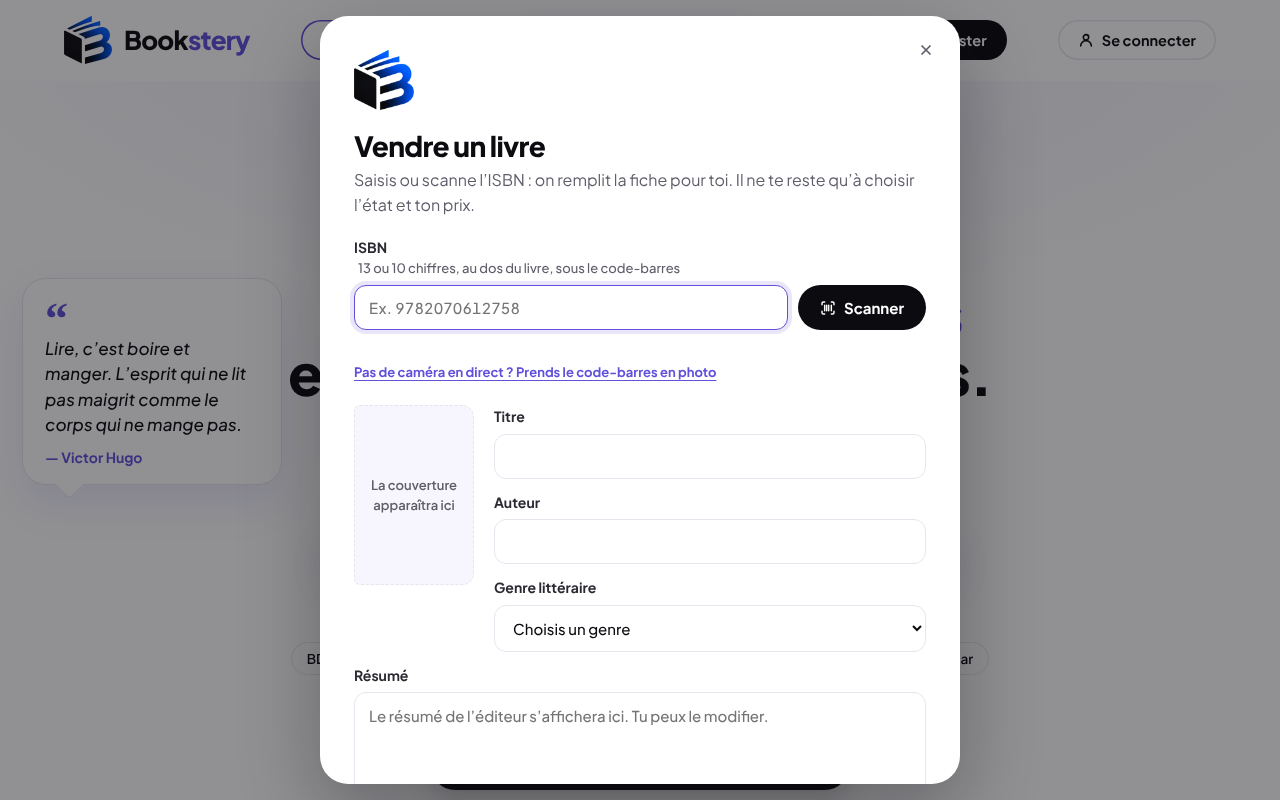 Bookstery
ster
Se connecter
Vendre un livre
Saisis ou scanne l’ISBN : on remplit la fiche pour toi. Il ne te reste qu’à choisir
l’état et ton prix.
ISBN
13 ou 10 chiffres, au dos du livre, sous le code-barres
Ex. 9782070612758
Scanner
Pas de caméra en direct ? Prends le code-barres en photo
La couverture
apparaîtra ici
Titre
Auteur
Genre littéraire
Choisis un genre
Résumé
Le résumé de l’éditeur s’affichera ici. Tu peux le modifier.
“
Lire, c’est boire et
manger. L’esprit qui ne lit
pas maigrit comme le
corps qui ne mange pas.
— Victor Hugo
e
s.
ar